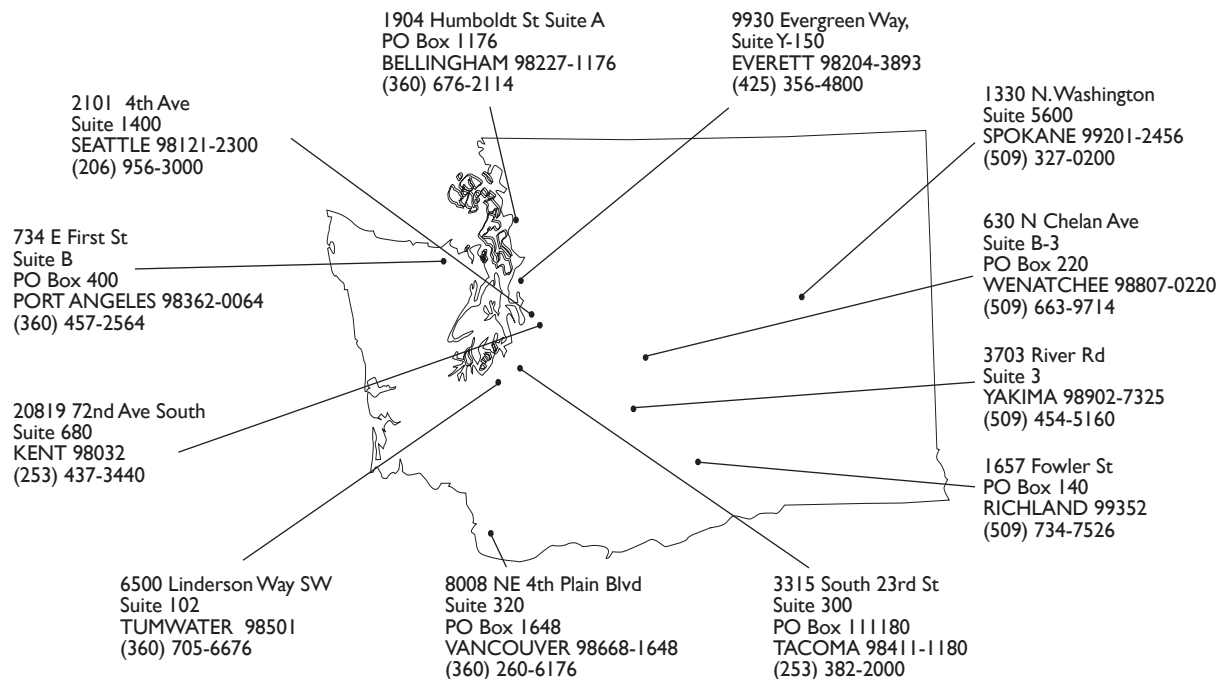 1904 Humboldt St Suite A
PO Box 1176
BELLINGHAM 98227-1176
(360) 676-2114
9930 Evergreen Way,
Suite Y-150
EVERETT 98204-3893
(425) 356-4800
2101 4th Ave
Suite 1400
SEATTLE 98121-2300
(206) 956-3000
1330 N. Washington
Suite 5600
SPOKANE 99201-2456
(509) 327-0200
734 E First St
Suite B
PO Box 400
PORT ANGELES 98362-0064
(360) 457-2564
630 N Chelan Ave
Suite B-3
PO Box 220
WENATCHEE 98807-0220
(509) 663-9714
3703 River Rd
Suite 3
YAKIMA 98902-7325
(509) 454-5160
20819 72nd Ave South
Suite 680
KENT 98032
(253) 437-3440
1657 Fowler St
PO Box 140
RICHLAND 99352
(509) 734-7526
6500 Linderson Way SW
Suite 102
TUMWATER 98501
(360) 705-6676
8008 NE 4th Plain Blvd
Suite 320
PO Box 1648
VANCOUVER 98668-1648
(360) 260-6176
3315 South 23rd St
Suite 300
PO Box 111180
TACOMA 98411-1180
(253) 382-2000